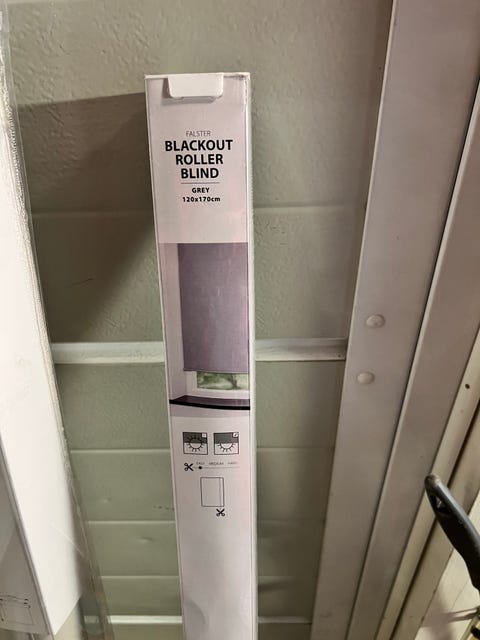 FALSTER
BLACKOUT
ROLLER
BLIND
GREY
120x170cm
EASY MEDIUM HARD